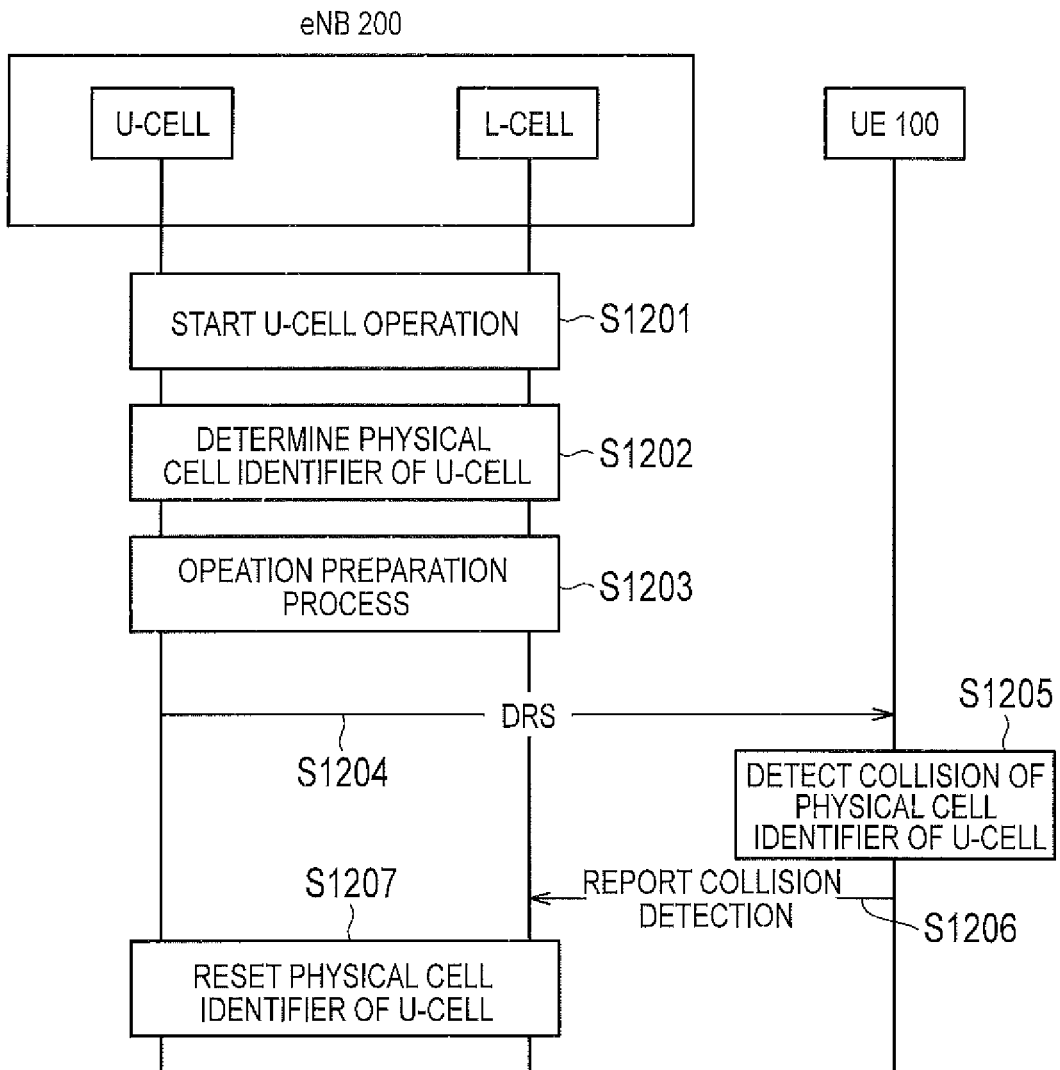 eNB 200
U-CELL
L-CELL
UE 100
START U-CELL OPERATION
S1201
DETERMINE PHYSICAL
CELL IDENTIFIER OF U-CELL
S1202
OPEATION PREPARATION
PROCESS
S1203
DRS
S1204
S1205
DETECT COLLISION OF
PHYSICAL CELL
IDENTIFIER OF U-CELL
REPORT COLLISION
DETECTION
S1206
S1207
RESET PHYSICAL CELL
IDENTIFIER OF U-CELL